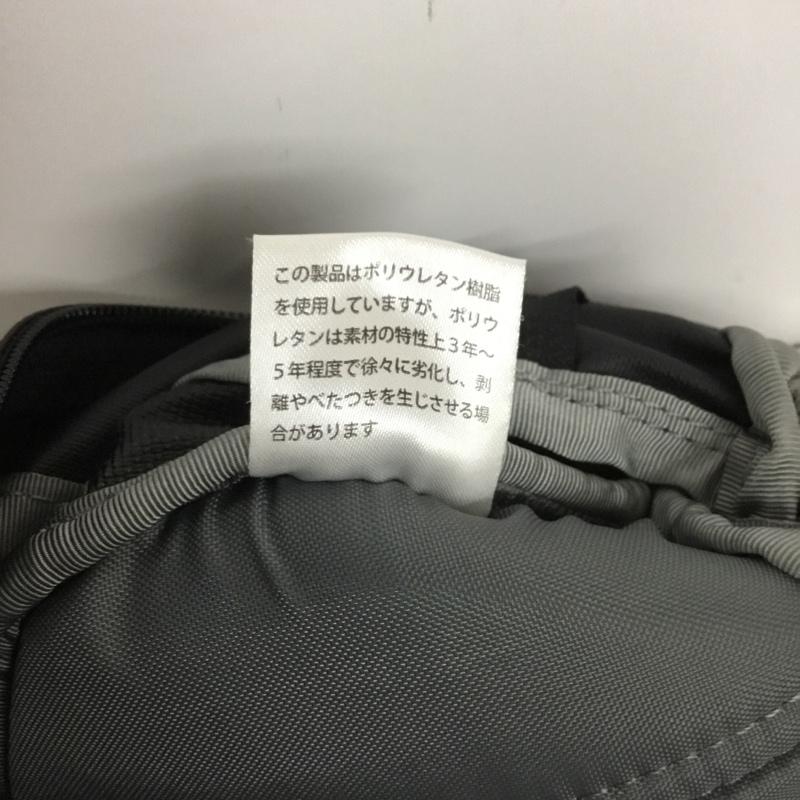 この製品はポリウレタン樹脂
を使用していますが、ポリウ
レタンは素材の特性上3年〜
5年程度で徐々に劣化し、剥
離やべたつきを生じさせる場
合があります